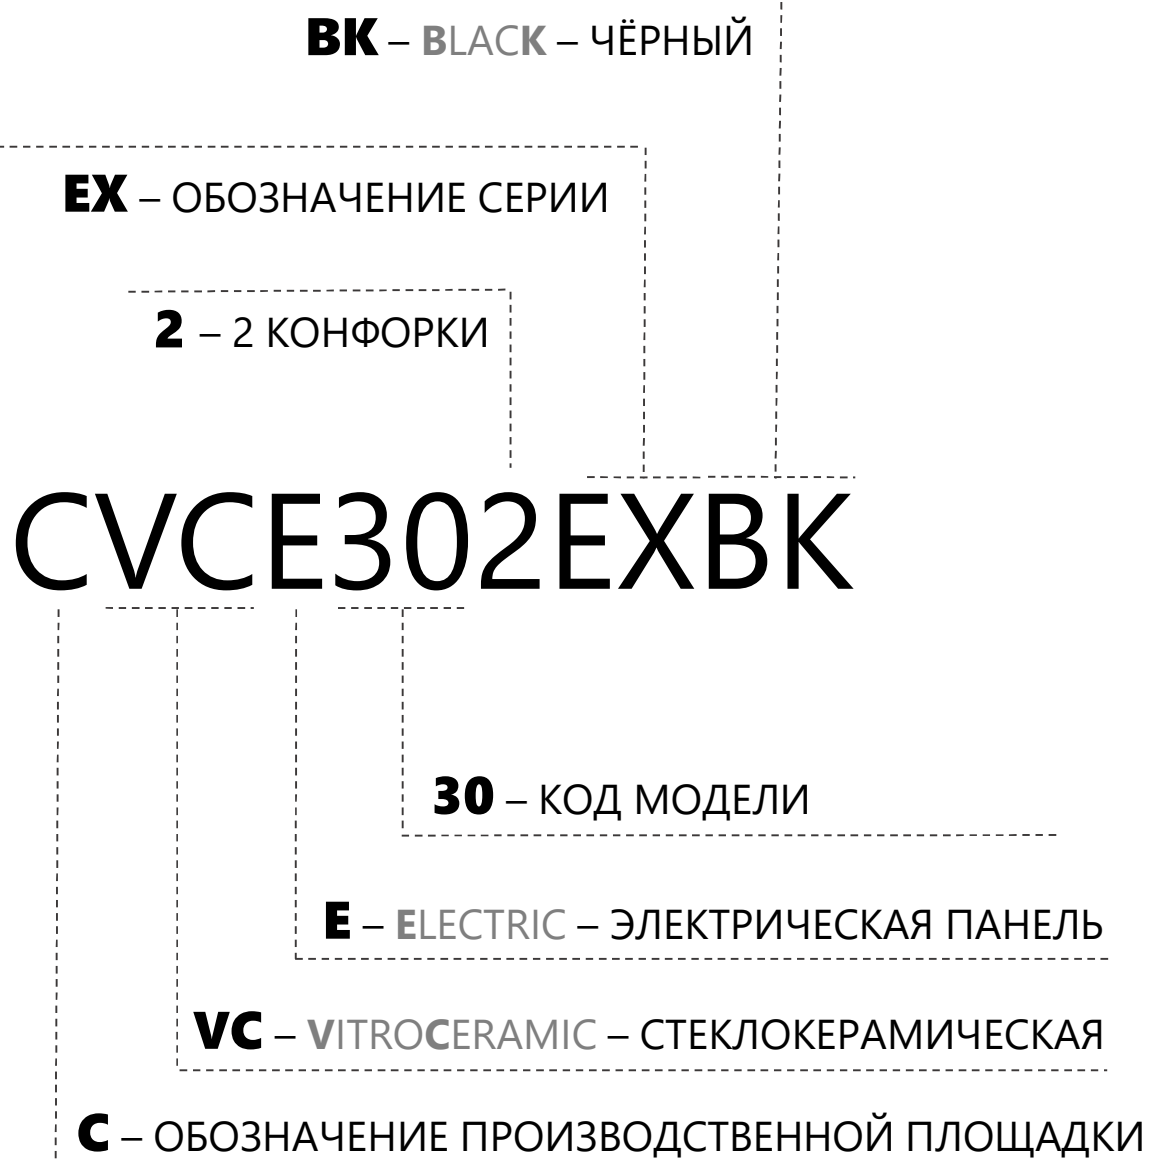 BK – BLACK – ЧЁРНЫЙ
EX – ОБОЗНАЧЕНИЕ СЕРИИ
2 – 2 КОНФОРКИ
CVCE302EXBK
30 – КОД МОДЕЛИ
E – ELECTRIC – ЭЛЕКТРИЧЕСКАЯ ПАНЕЛЬ
VC – VITROCERAMIC – СТЕКЛОКЕРАМИЧЕСКАЯ
C – ОБОЗНАЧЕНИЕ ПРОИЗВОДСТВЕННОЙ ПЛОЩАДКИ